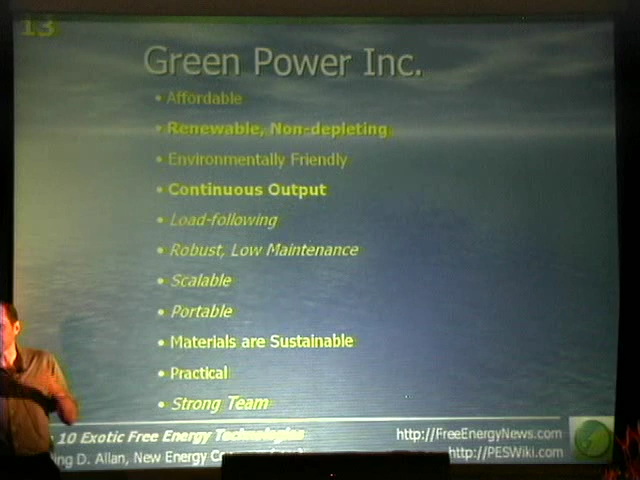 13
Green Power Inc.
• Affordable
• Renewable, Non-depleting
• Environmentally Friendly
• Continuous Output
• Load-following
• Robust, Low Maintenance
• Scalable
• Portable
• Materials are Sustainable
• Practical
• Strong Team
10 Exotic Free Energy Technologies
http://FreeEnergyNews.com
D. Allan, New Energy
http://PESWiki.com